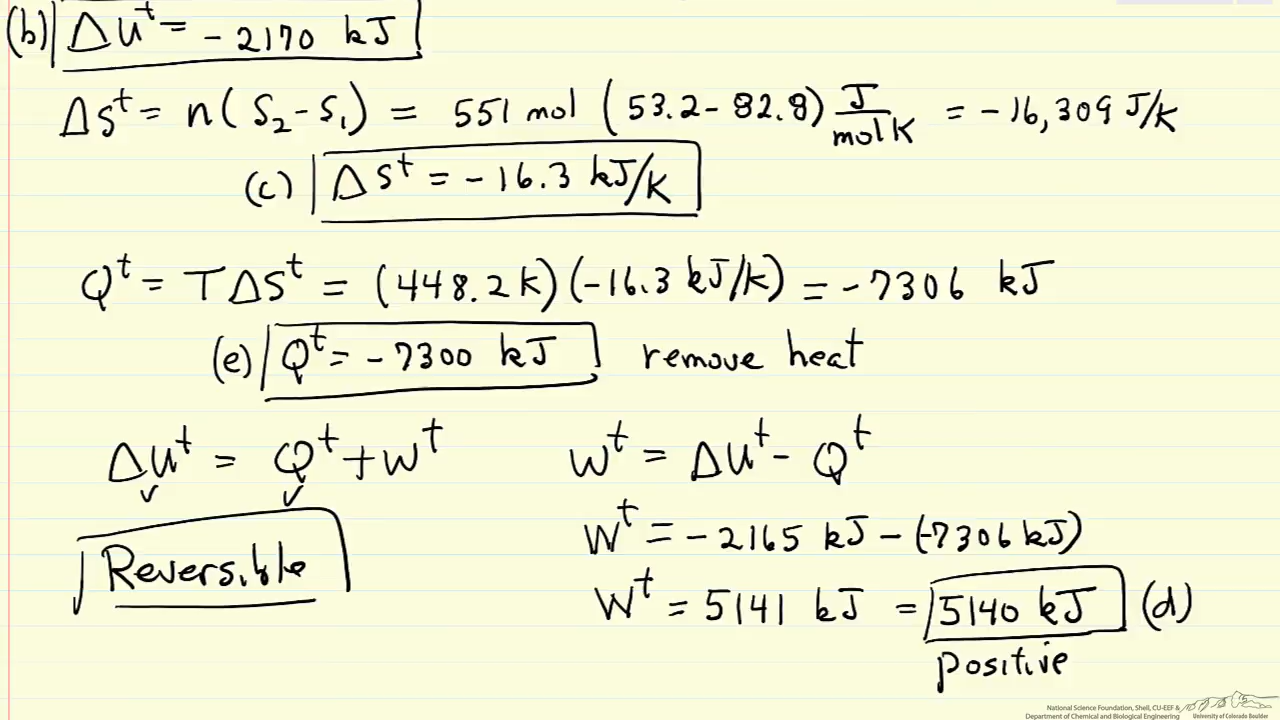 (b) ΔU^t = - 2170 kJ
ΔS^t = n(S₂-S₁) = 551 mol (53.2-82.8) J/mol K = -16,309 J/K
(c) ΔS^t = -16.3 kJ/K
Q^t = TΔS^t = (448.2K)(-16.3 kJ/K) = -7306 kJ
(e) Q^t = -7300 kJ remove heat
ΔU^t = Q^t + W^t
W^t = ΔU^t - Q^t
Reversible
W^t = -2165 kJ - (-7306 kJ)
W^t = 5141 kJ = 5140 kJ (d)
positive
National Science Foundation, Shell, CU-EEF &
Department of Chemical and Biological Engineering
University of Colorado Boulder